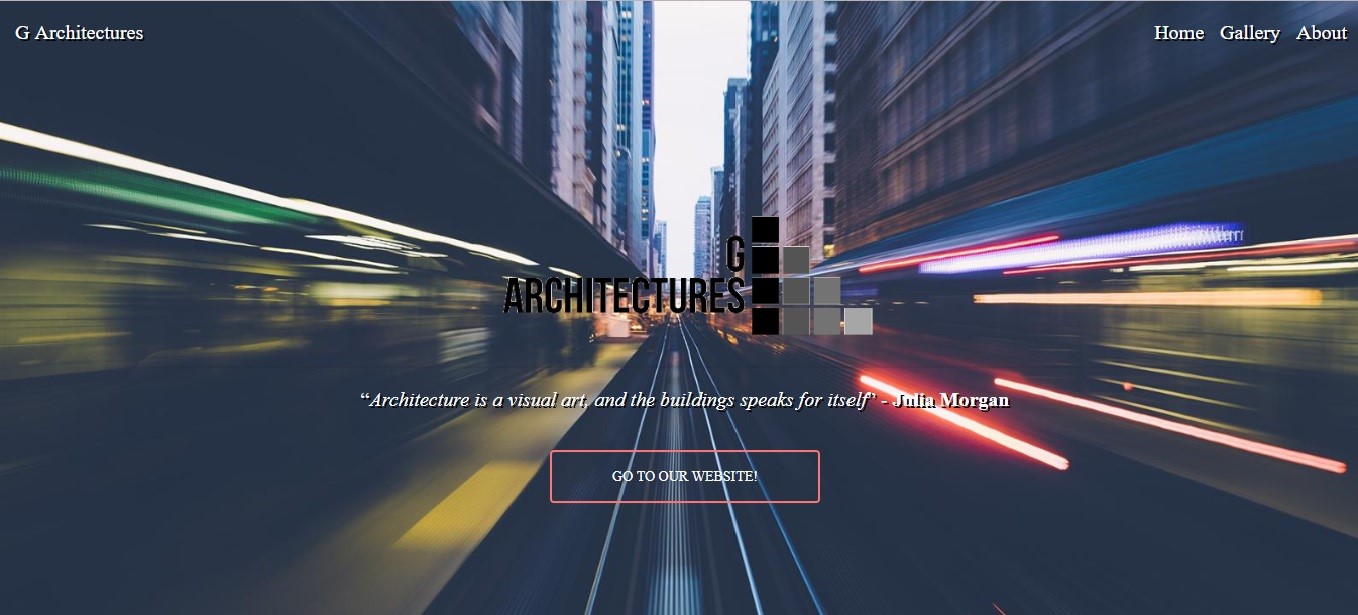 G Architectures
Home Gallery About
G
ARCHITECTURES
“Architecture is a visual art, and the buildings speaks for itself” - Julia Morgan
GO TO OUR WEBSITE!